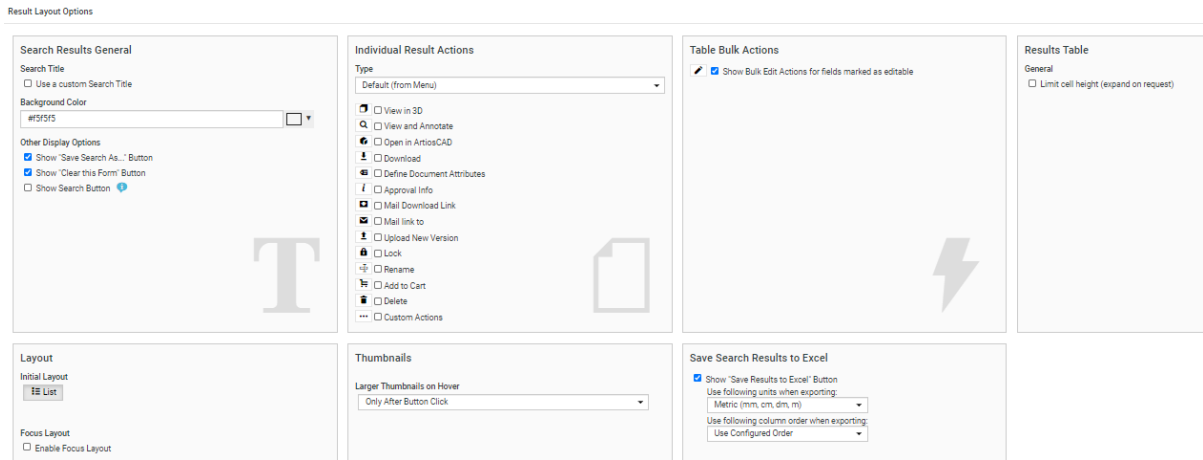 Result Layout Options
Search Results General
Search Title
Use a custom Search Title
Background Color
#f5f5f5
Other Display Options
Show "Save Search As..." Button
Show "Clear this Form" Button
Show Search Button
T
Individual Result Actions
Type
Default (from Menu)
View in 3D
View and Annotate
Open in ArtiosCAD
Download
Define Document Attributes
Approval Info
Mail Download Link
Mail link to
Upload New Version
Lock
Rename
Add to Cart
Delete
Custom Actions
Table Bulk Actions
Show Bulk Edit Actions for fields marked as editable
Results Table
General
Limit cell height (expand on request)
Layout
Initial Layout
List
Focus Layout
Enable Focus Layout
Thumbnails
Larger Thumbnails on Hover
Only After Button Click
Save Search Results to Excel
Show "Save Results to Excel" Button
Use following units when exporting:
Metric (mm, cm, dm, m)
Use following column order when exporting:
Use Configured Order